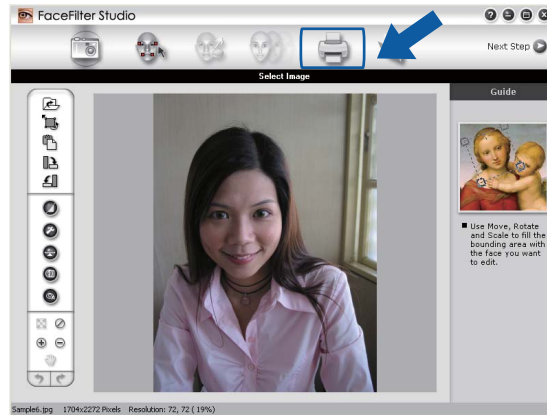 FaceFilter Studio
Next Step
Select Image
Guide
Use Move, Rotate
and Scale to fill the
bounding area with
the face you want
to edit.
Sample6.jpg 1704x2272 Pixels Resolution: 72, 72 ( 19%)